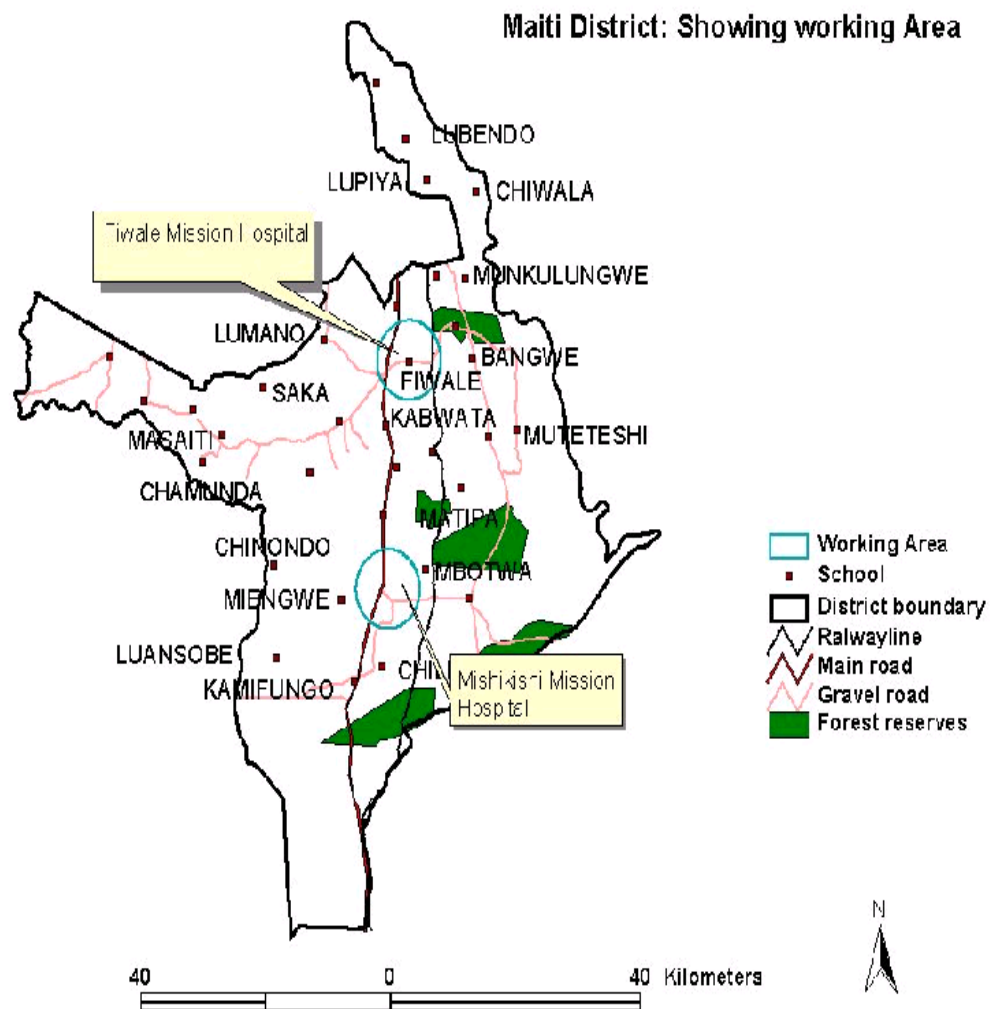 Maiti District: Showing working Area
LUBENDO
LUPIYA
CHIWALA
Fiwale Mission Hospital
MUNKULUNGWE
LUMANO
BANGWE
SAKA
FIWALE
KABWATA
MUTETESHI
MASAITI
CHAMUNDA
MATIPA
CHINONDO
MBOTWA
MIENGWE
LUANSOBE
KAMIFUNGO
Mishikishi Mission
Hospital
Working Area
School
District boundary
Ralwayline
Main road
Gravel road
Forest reserves
N
40 0 40 Kilometers